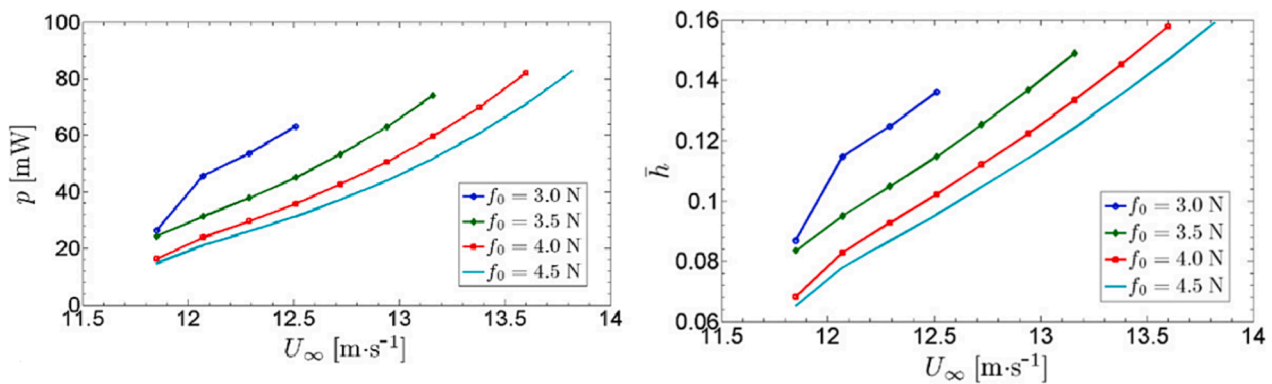 100
80
60
40
20
0
p [mW]
11.5 12 12.5 13 13.5 14
U∞ [m·s⁻¹]
f₀ = 3.0 N
f₀ = 3.5 N
f₀ = 4.0 N
f₀ = 4.5 N
0.16
0.14
0.12
0.1
0.08
0.06
h̄
11.5 12 12.5 13 13.5 14
U∞ [m·s⁻¹]
f₀ = 3.0 N
f₀ = 3.5 N
f₀ = 4.0 N
f₀ = 4.5 N